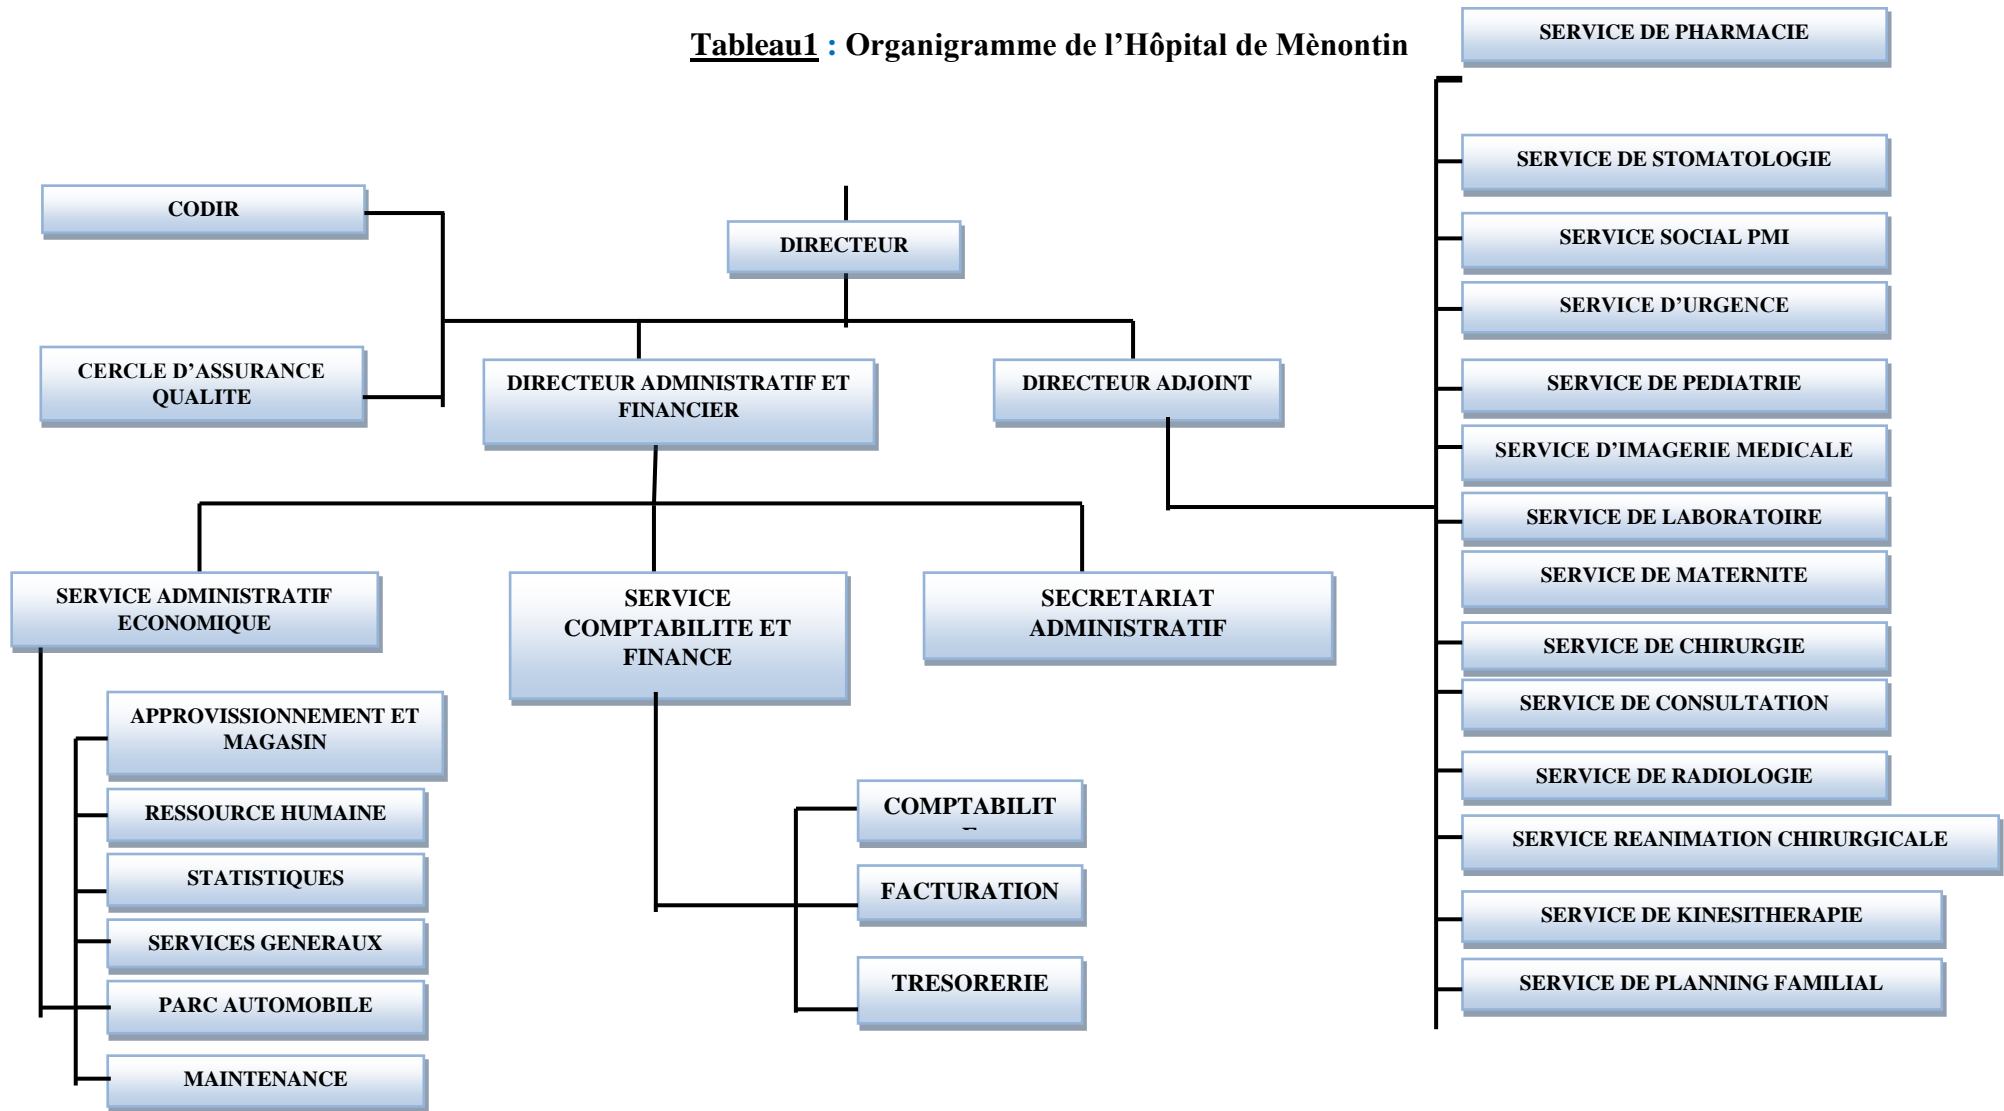 Tableau1 : Organigramme de l’Hôpital de Mènontin
CODIR
DIRECTEUR
CERCLE D’ASSURANCE
QUALITE
DIRECTEUR ADMINISTRATIF ET
FINANCIER
DIRECTEUR ADJOINT
SERVICE ADMINISTRATIF
ECONOMIQUE
SERVICE
COMPTABILITE ET
FINANCE
SECRETARIAT
ADMINISTRATIF
APPROVISSIONNEMENT ET
MAGASIN
RESSOURCE HUMAINE
STATISTIQUES
SERVICES GENERAUX
PARC AUTOMOBILE
MAINTENANCE
COMPTABILIT
FACTURATION
TRESORERIE
SERVICE DE PHARMACIE
SERVICE DE STOMATOLOGIE
SERVICE SOCIAL PMI
SERVICE D’URGENCE
SERVICE DE PEDIATRIE
SERVICE D’IMAGERIE MEDICALE
SERVICE DE LABORATOIRE
SERVICE DE MATERNITE
SERVICE DE CHIRURGIE
SERVICE DE CONSULTATION
SERVICE DE RADIOLOGIE
SERVICE REANIMATION CHIRURGICALE
SERVICE DE KINESITHERAPIE
SERVICE DE PLANNING FAMILIAL